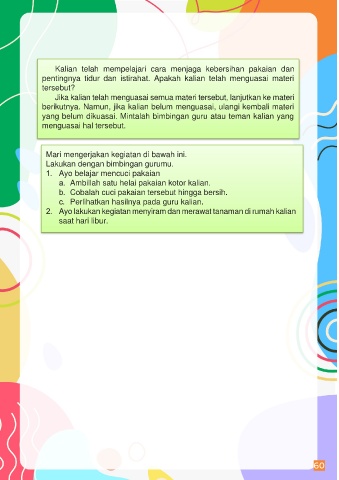 Kalian telah mempelajari cara menjaga kebersihan pakaian dan
pentingnya tidur dan istirahat. Apakah kalian telah menguasai materi
tersebut?
Jika kalian telah menguasai semua materi tersebut, lanjutkan ke materi
berikutnya. Namun, jika kalian belum menguasai, ulangi kembali materi
yang belum dikuasai. Mintalah bimbingan guru atau teman kalian yang
menguasai hal tersebut.
Mari mengerjakan kegiatan di bawah ini.
Lakukan dengan bimbingan gurumu.
1. Ayo belajar mencuci pakaian
a. Ambillah satu helai pakaian kotor kalian.
b. Cobalah cuci pakaian tersebut hingga bersih.
c. Perlihatkan hasilnya pada guru kalian.
2. Ayo lakukan kegiatan menyiram dan merawat tanaman di rumah kalian
saat hari libur.
60